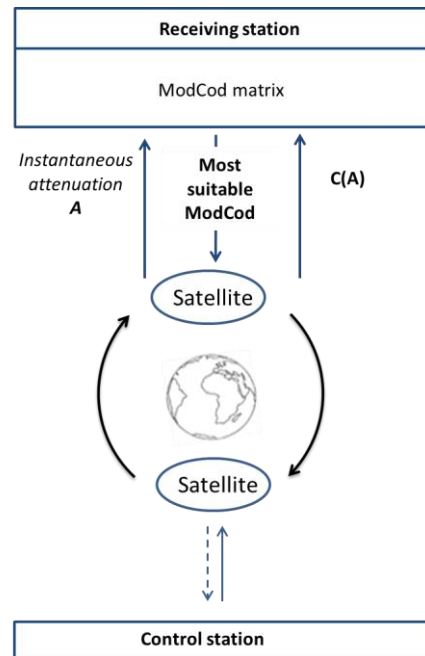 Receiving station
ModCod matrix
Instantaneous
attenuation
A
Most
suitable
ModCod
C(A)
Satellite
Satellite
Control station